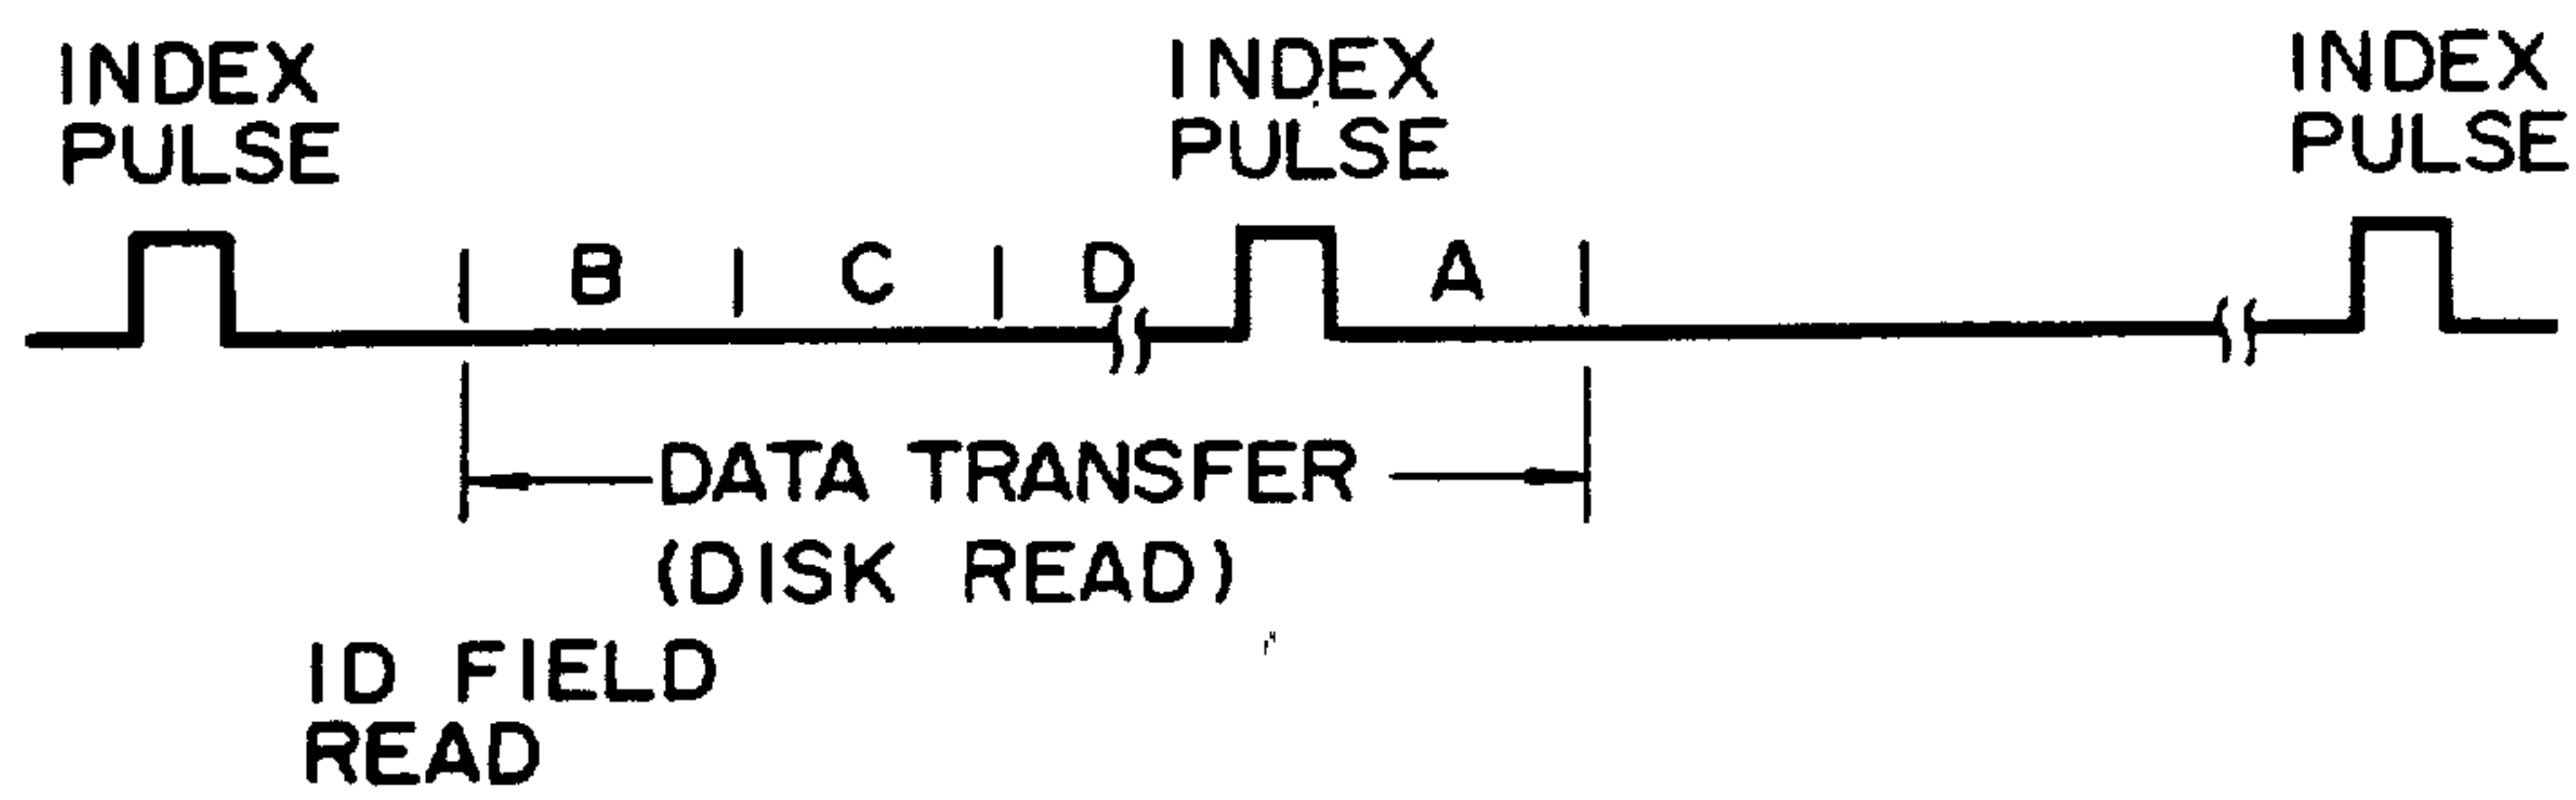 INDEX
PULSE
INDEX
PULSE
INDEX
PULSE
B
C
D
A
DATA TRANSFER
(DISK READ)
ID FIELD
READ